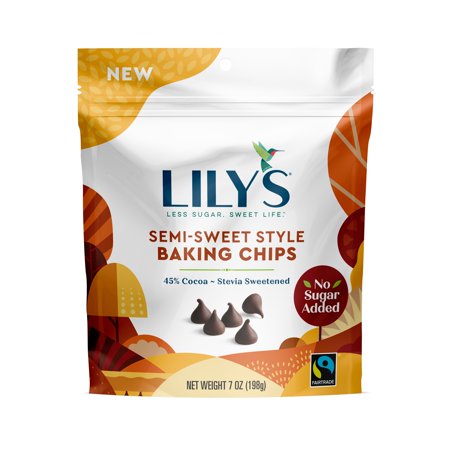 NEW
LILY'S
LESS SUGAR. SWEET LIFE.™
SEMI-SWEET STYLE
BAKING CHIPS
45% Cocoa ~ Stevia Sweetened
No
Sugar
Added
FAIRTRADE
NET WEIGHT 7 OZ (198g)